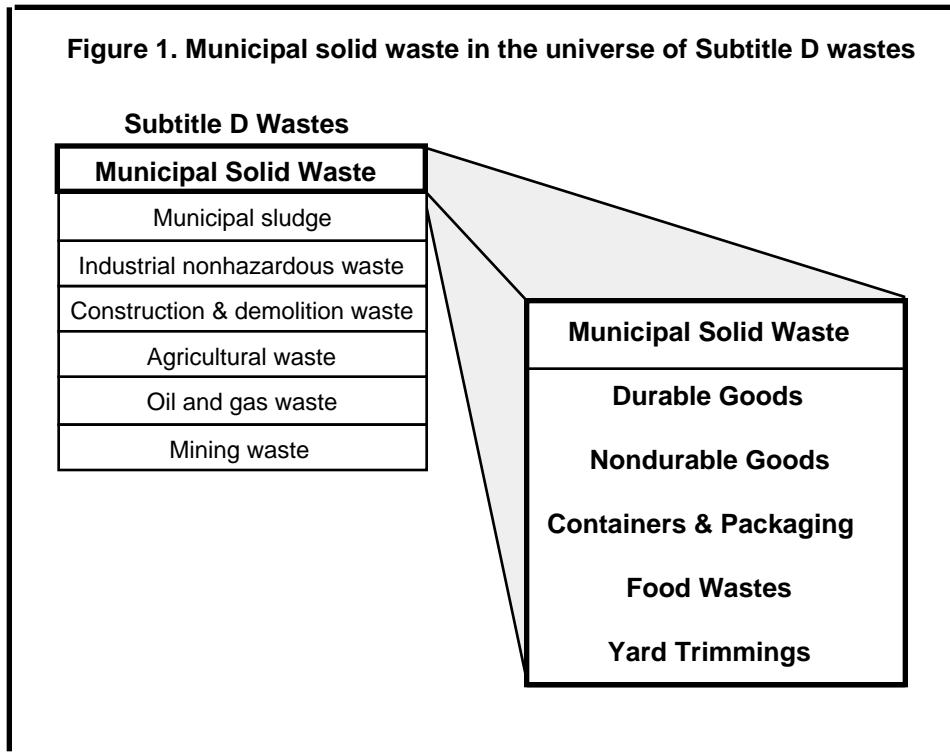 Figure 1. Municipal solid waste in the universe of Subtitle D wastes
Subtitle D Wastes
Municipal Solid Waste
Municipal sludge
Industrial nonhazardous waste
Construction & demolition waste
Agricultural waste
Oil and gas waste
Mining waste
Municipal Solid Waste
Durable Goods
Nondurable Goods
Containers & Packaging
Food Wastes
Yard Trimmings